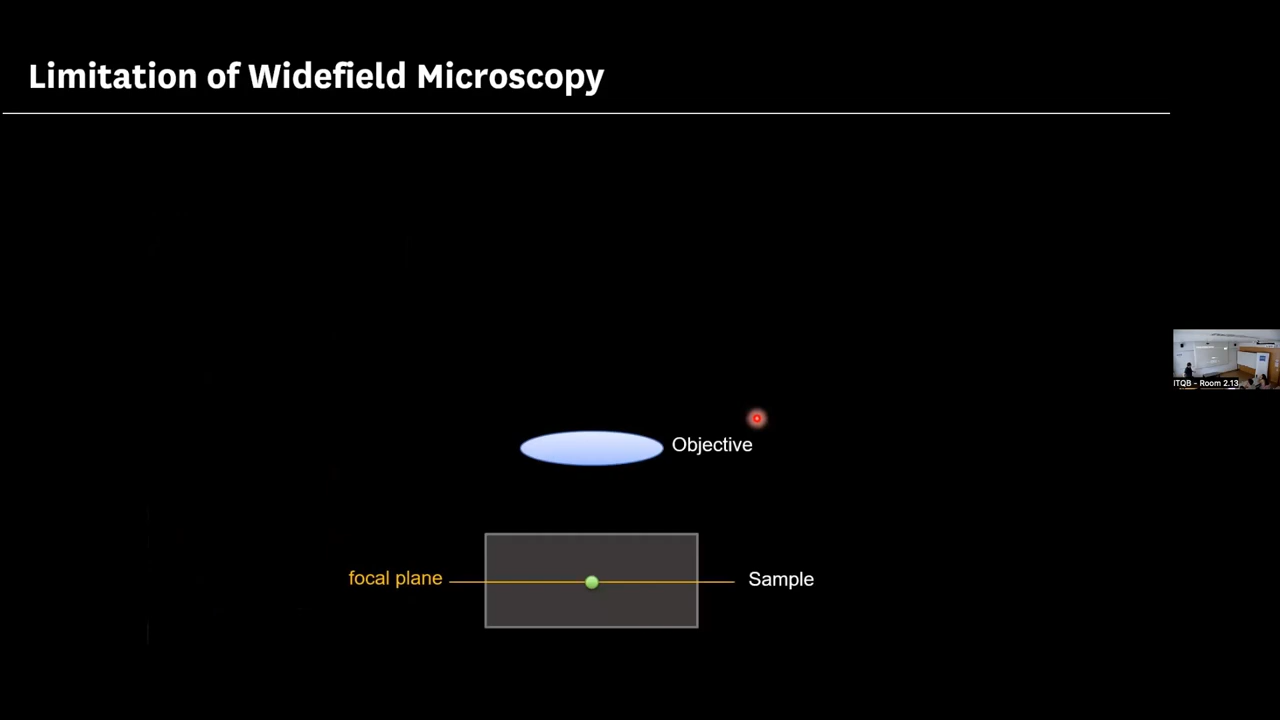 Limitation of Widefield Microscopy
Objective
focal plane
Sample
ITQB - Room 2.13